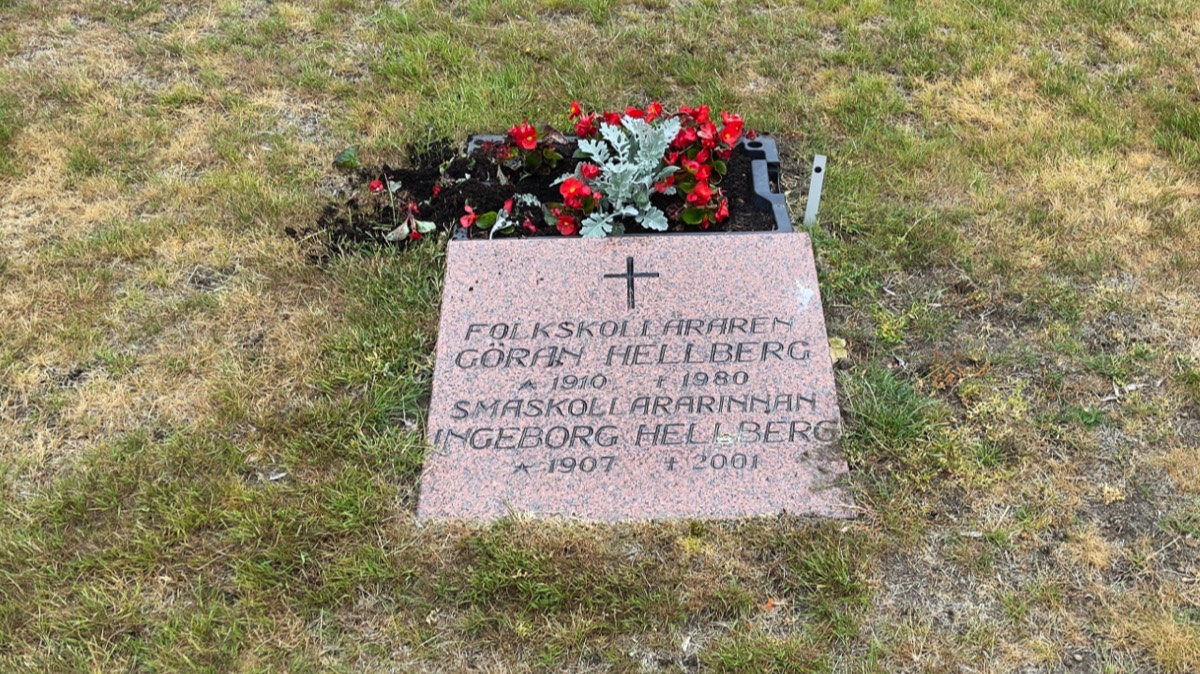 FOLKSKOLLÄRAREN
GÖRAN HELLBERG
★ 1910 † 1980
SMÅSKOLLÄRARINNAN
INGEBORG HELLBERG
★ 1907 † 2001